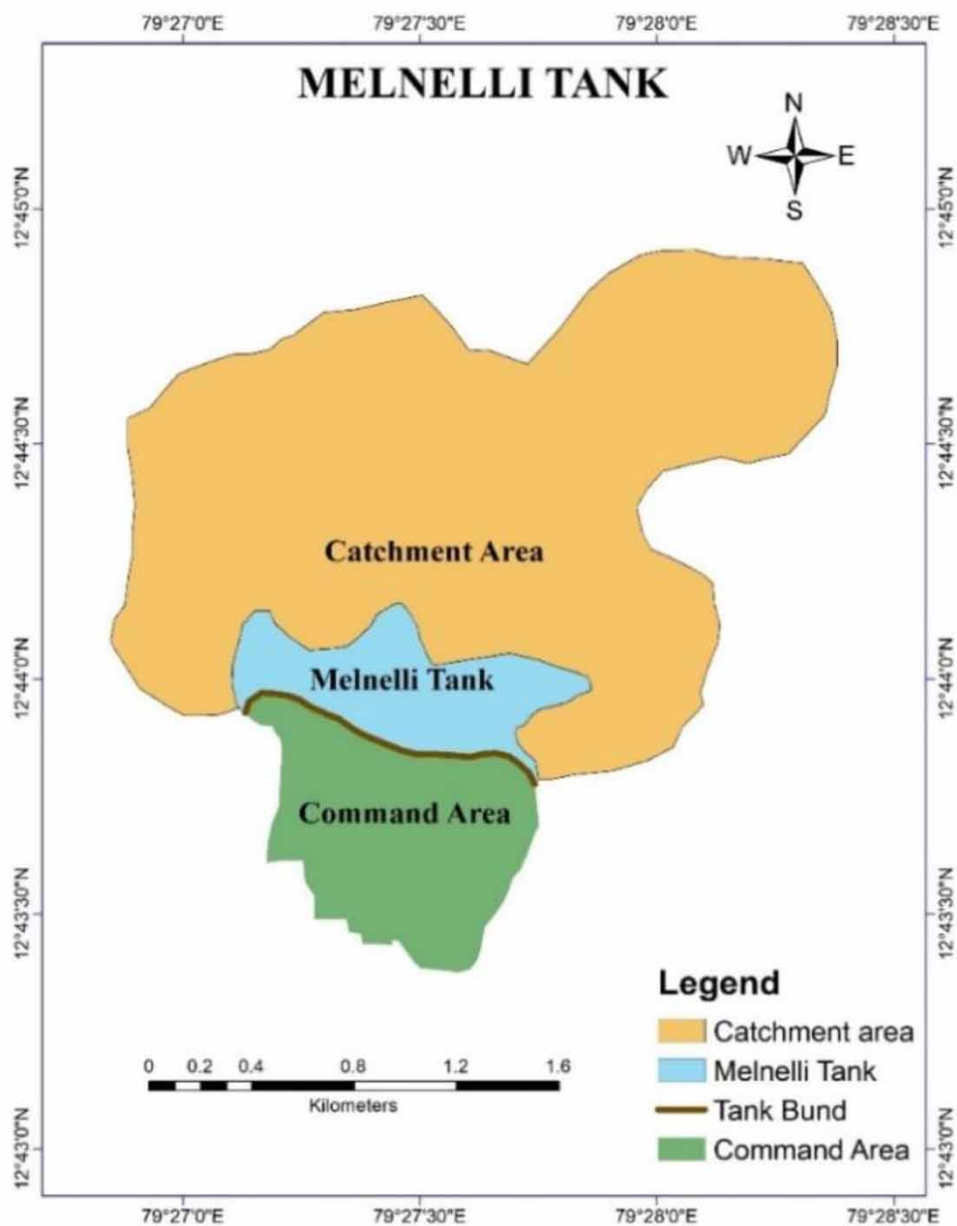 79°27'0"E 79°27'30"E 79°28'0"E 79°28'30"E
MELNELLI TANK
N
W E
S
12°45'0"N 12°45'0"N
12°44'30"N 12°44'30"N
Catchment Area
12°44'0"N 12°44'0"N
Melnelli Tank
Command Area
12°43'30"N 12°43'30"N
Legend
Catchment area
Melnelli Tank
Tank Bund
Command Area
0 0.2 0.4 0.8 1.2 1.6
Kilometers
12°43'0"N 12°43'0"N
79°27'0"E 79°27'30"E 79°28'0"E 79°28'30"E